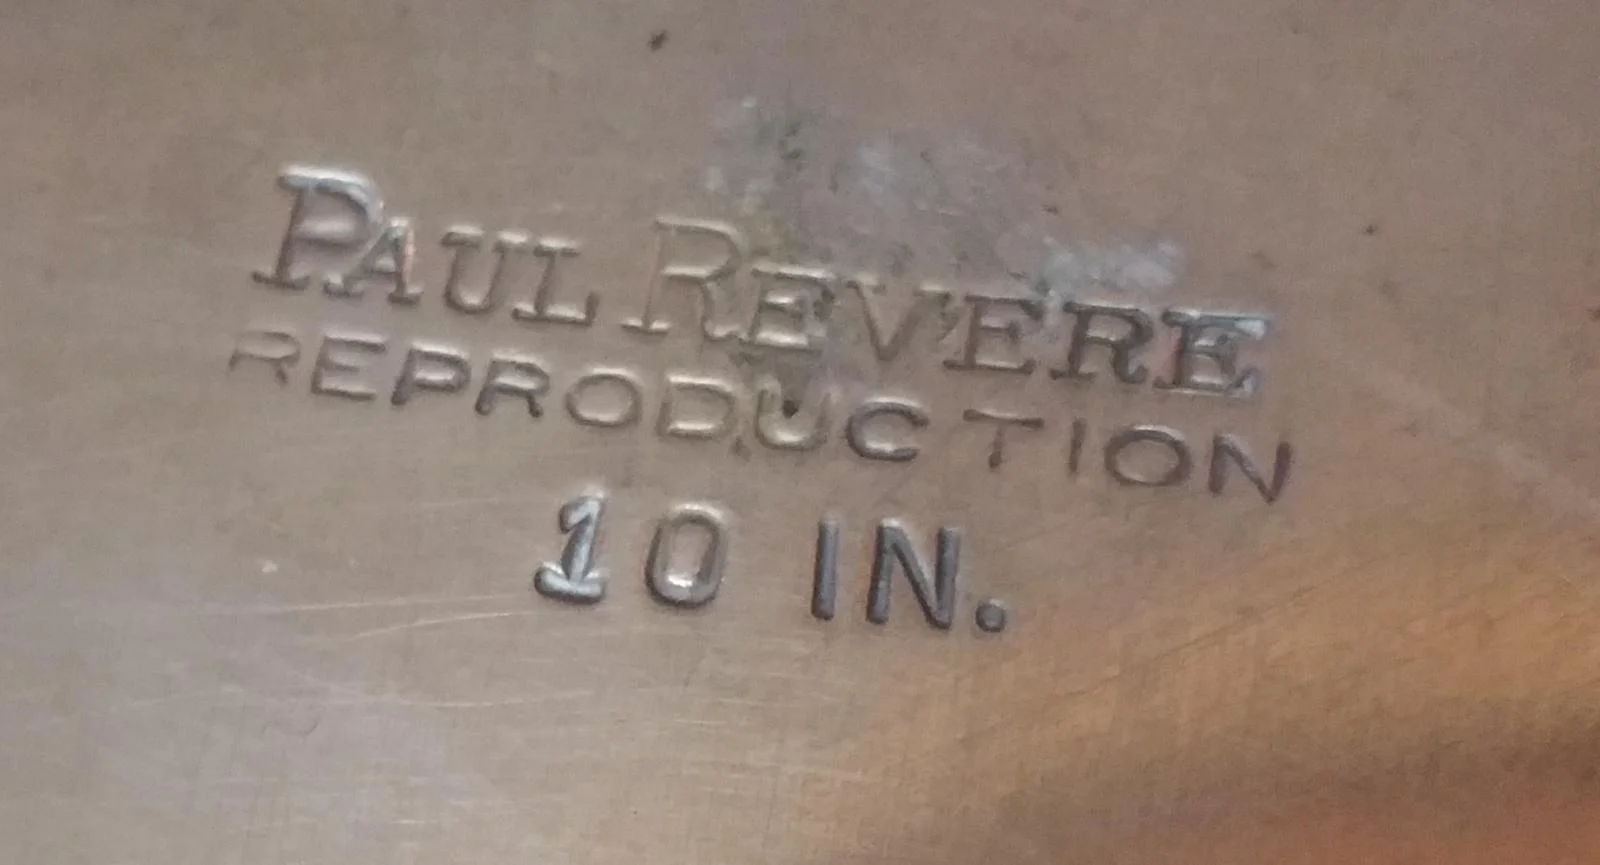 PAUL REVERE
REPRODUCTION
10 IN.